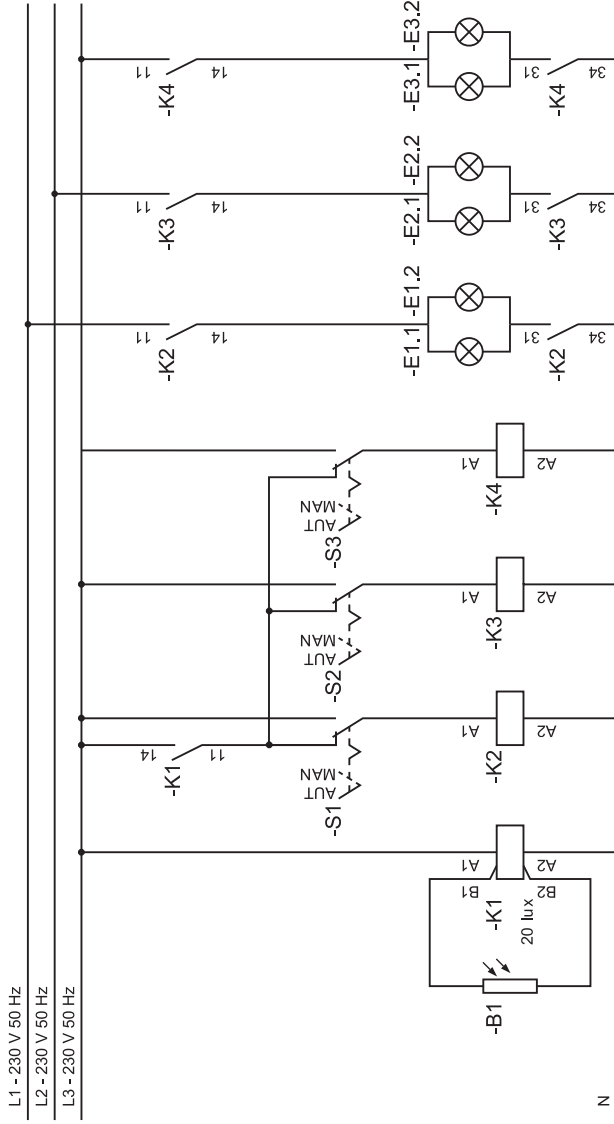 L1 - 230 V 50 Hz
L2 - 230 V 50 Hz
L3 - 230 V 50 Hz
-B1
B1
A1
-K1
20 lux
B2
A2
14
-K1
11
AUT
MAN
-S1
A1
-K2
A2
AUT
MAN
-S2
A1
-K3
A2
AUT
MAN
-S3
A1
-K4
A2
11
-K2
14
-E1.1
-E1.2
31
-K2
34
11
-K3
14
-E2.1
-E2.2
31
-K3
34
11
-K4
14
-E3.1
-E3.2
31
-K4
34
N